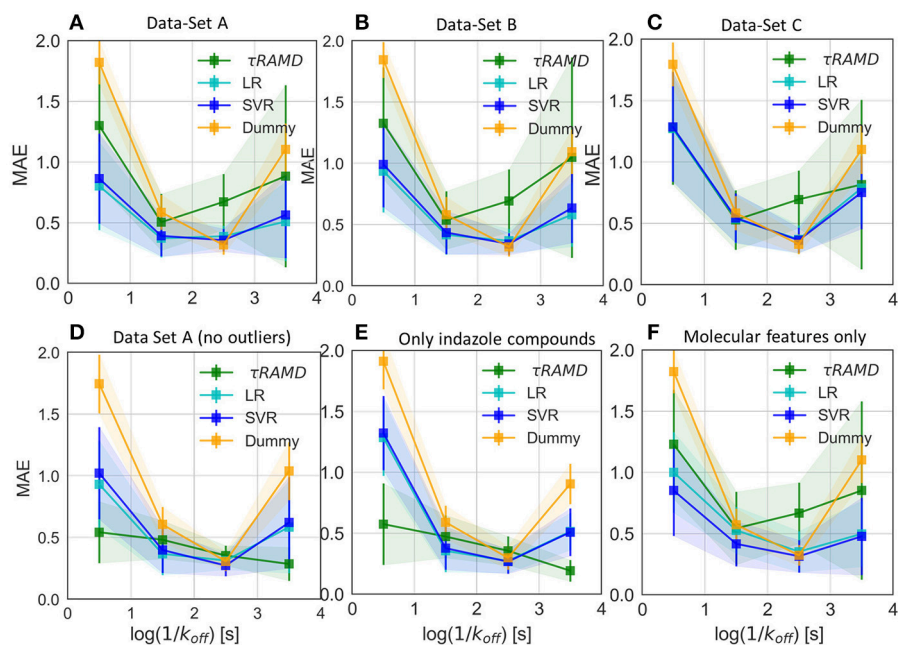 A Data-Set A
B Data-Set B
C Data-Set C
2.0
1.5
1.0
0.5
0.0
MAE
τRAMD
LR
SVR
Dummy
0 1 2 3 4
2.0
1.5
1.0
0.5
0.0
MAE
τRAMD
LR
SVR
Dummy
0 1 2 3 4
2.0
1.5
1.0
0.5
0.0
MAE
τRAMD
LR
SVR
Dummy
0 1 2 3 4
D Data Set A (no outliers)
E Only indazole compounds
F Molecular features only
2.0
1.5
1.0
0.5
0.0
MAE
τRAMD
LR
SVR
Dummy
0 1 2 3 4
log(1/koff) [s]
2.0
1.5
1.0
0.5
0.0
τRAMD
LR
SVR
Dummy
0 1 2 3 4
log(1/koff) [s]
2.0
1.5
1.0
0.5
0.0
τRAMD
LR
SVR
Dummy
0 1 2 3 4
log(1/koff) [s]